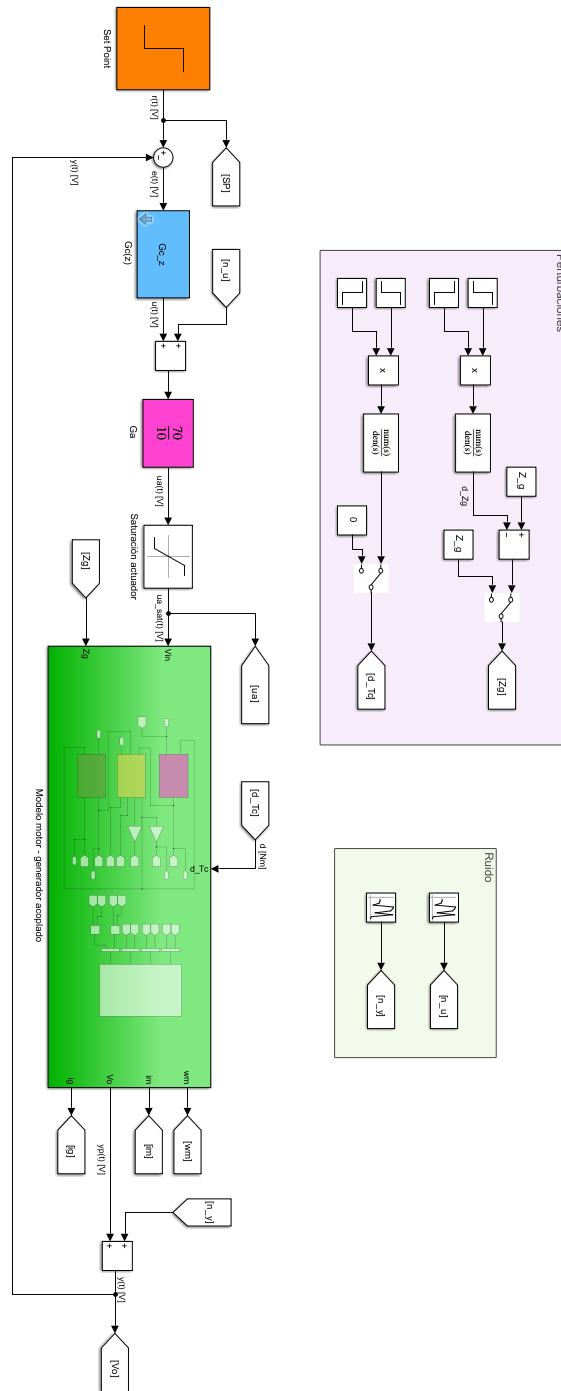 Set Point
r(t) [V]
[SP]
+
−
e(t) [V]
y(t) [V]
Gc_z
Gc(z)
u(t) [V]
[n_u]
+
+
70
10
Ga
ua(t) [V]
Saturación actuador
ua_sat(t) [V]
[ua]
[Zg]
Zg
Vin
[d_Tc]
d [Nm]
d_Tc
Modelo motor - generador acoplado
wm
im
Vo
ig
[wm]
[im]
yp(t) [V]
[ig]
[n_y]
+
+
y(t) [V]
[Vo]
Perturbaciones
x
num(s)
den(s)
d_Zg
Z_g
+
−
Z_g
[Zg]
x
num(s)
den(s)
0
[d_Tc]
Ruido
[n_u]
[n_y]